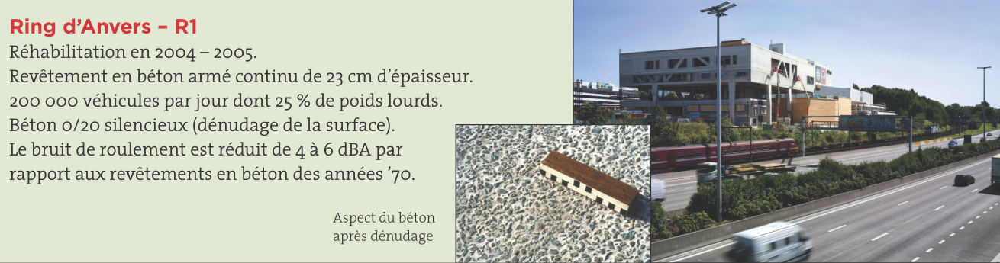 Ring d’Anvers – R1
Réhabilitation en 2004 – 2005.
Revêtement en béton armé continu de 23 cm d’épaisseur.
200 000 véhicules par jour dont 25 % de poids lourds.
Béton 0/20 silencieux (dénudage de la surface).
Le bruit de roulement est réduit de 4 à 6 dBA par
rapport aux revêtements en béton des années ’70.
Aspect du béton
après dénudage